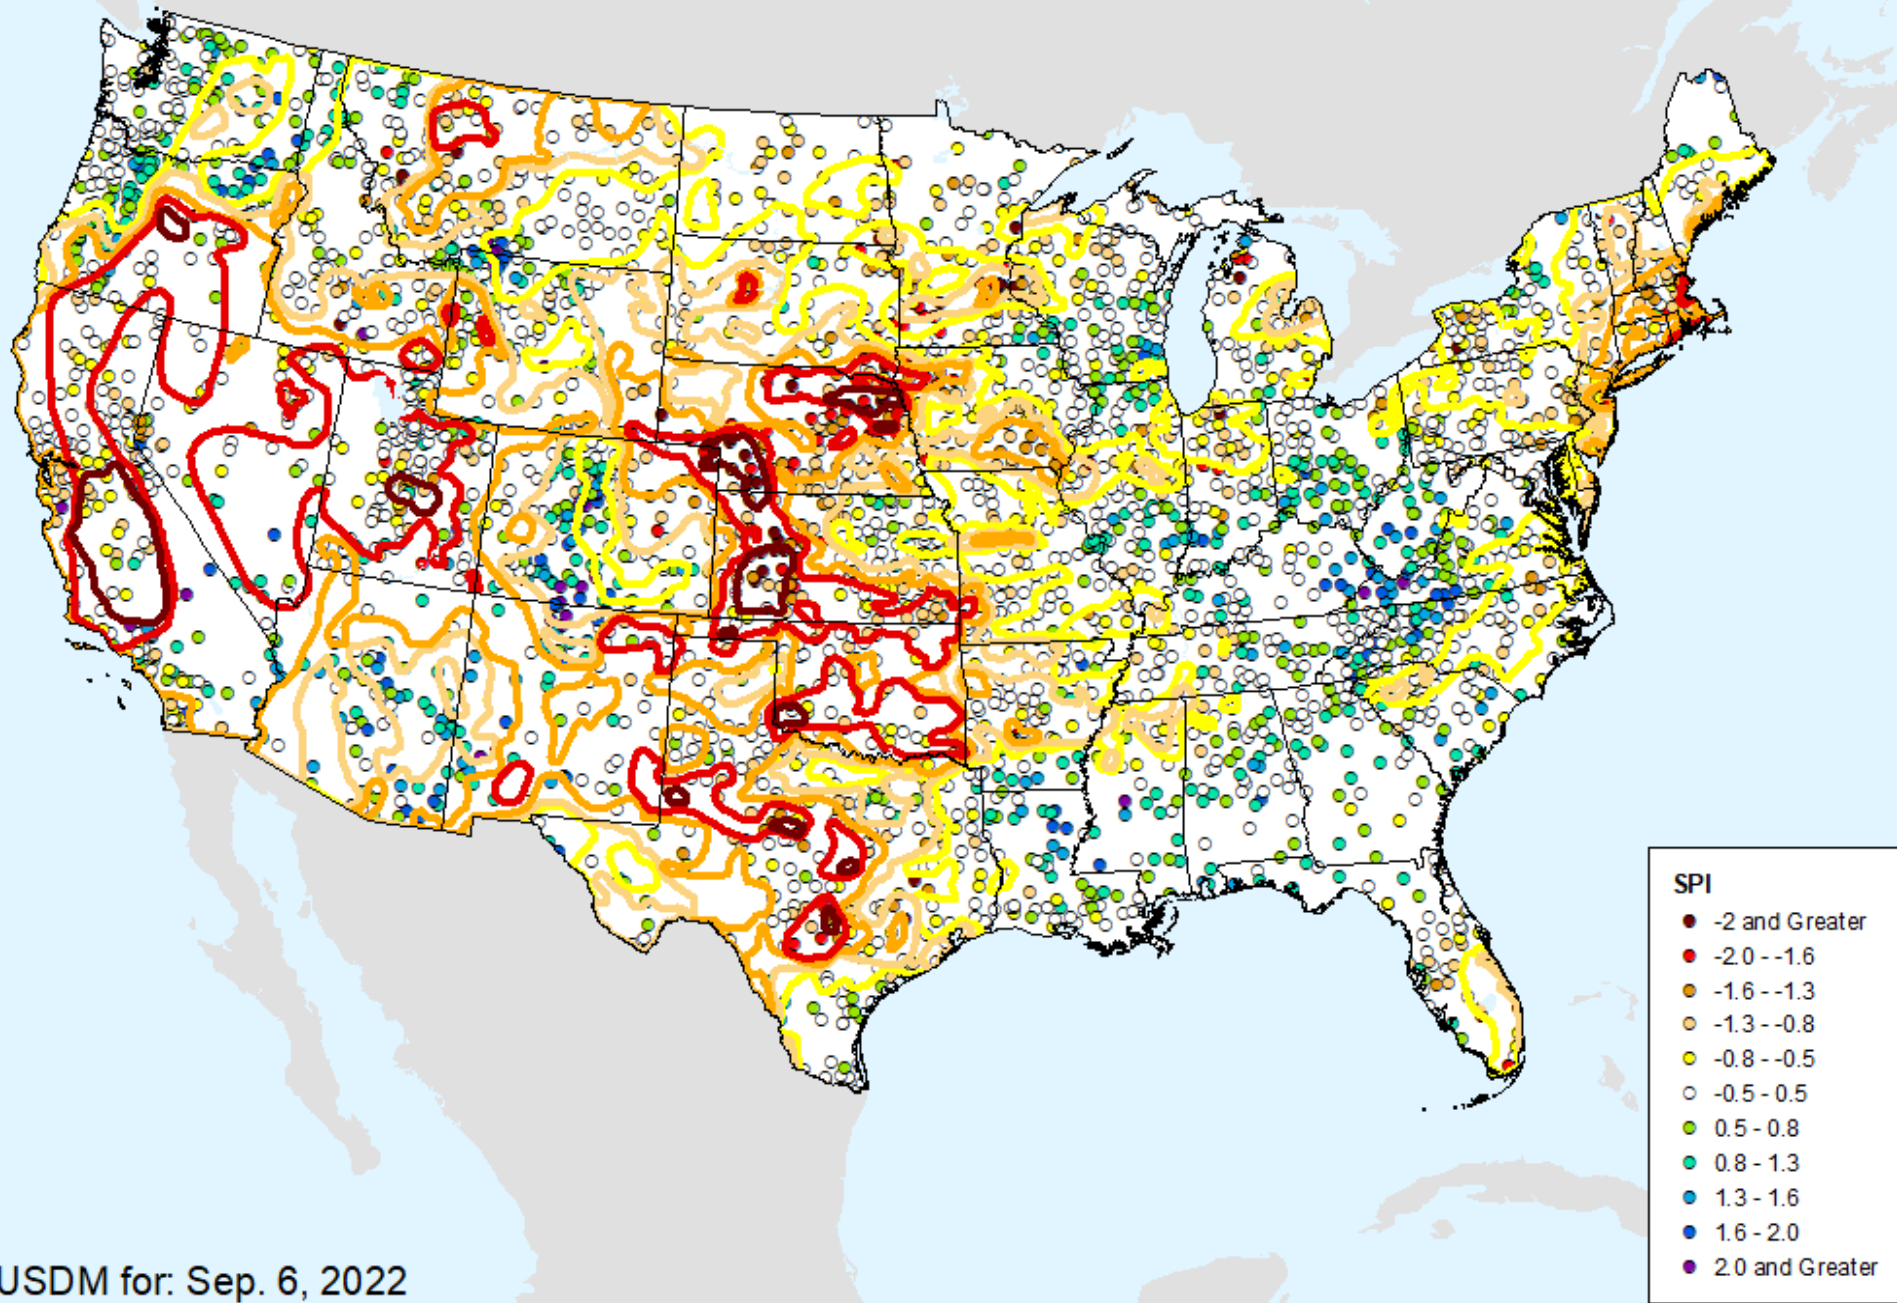 SPI
-2 and Greater
-2.0 - -1.6
-1.6 - -1.3
-1.3 - -0.8
-0.8 - -0.5
-0.5 - 0.5
0.5 - 0.8
0.8 - 1.3
1.3 - 1.6
1.6 - 2.0
2.0 and Greater
USDM for: Sep. 6, 2022